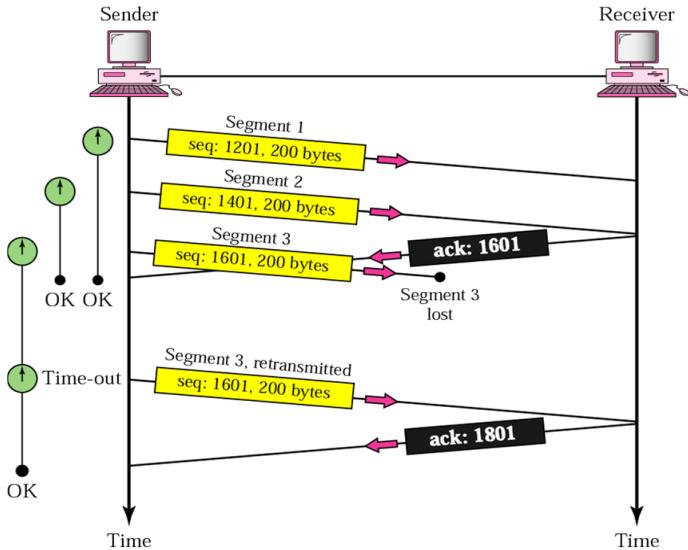 Sender
Receiver
Segment 1
seq: 1201, 200 bytes
Segment 2
seq: 1401, 200 bytes
Segment 3
seq: 1601, 200 bytes
ack: 1601
OK
OK
Segment 3
lost
Segment 3, retransmitted
Time-out
seq: 1601, 200 bytes
ack: 1801
OK
Time
Time